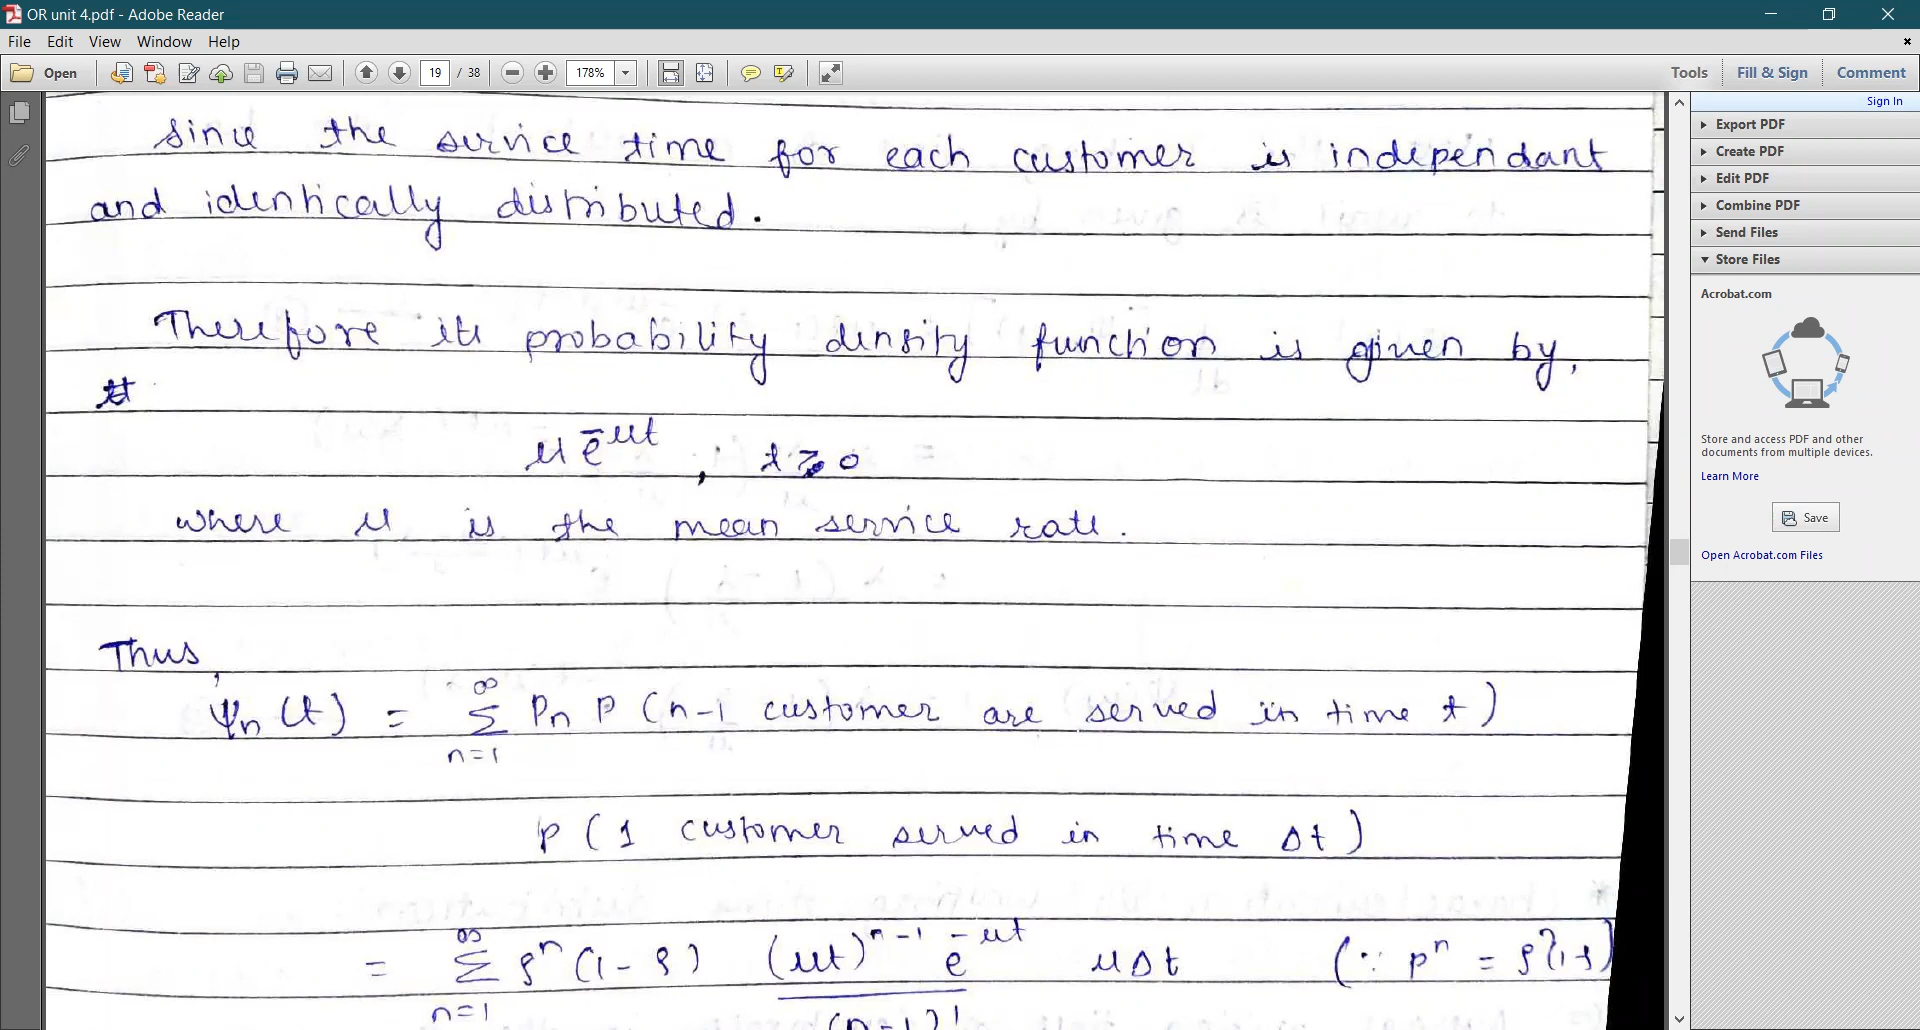 OR unit 4.pdf - Adobe Reader
File Edit View Window Help
Open 19 / 38 178% Tools Fill & Sign Comment
Sign In
Export PDF
Create PDF
Edit PDF
Combine PDF
Send Files
Store Files
Acrobat.com
Store and access PDF and other
documents from multiple devices.
Learn More
Save
Open Acrobat.com Files
Since the service time for each customer is independant
and identically distributed.
Therefore its probability density function is given by,
μe^-μt , t ≥ 0
where μ is the mean service rate.
Thus,
Ψn(t) = ∞Σn=1 Pn P (n-1 customer are served in time t)
P (1 customer served in time Δt)
= ∞Σn=1 ρ^n (1-ρ) (μt)^n-1 e^-μt μΔt (∵ p^n = ρ^n(1-ρ)
(n-1)!